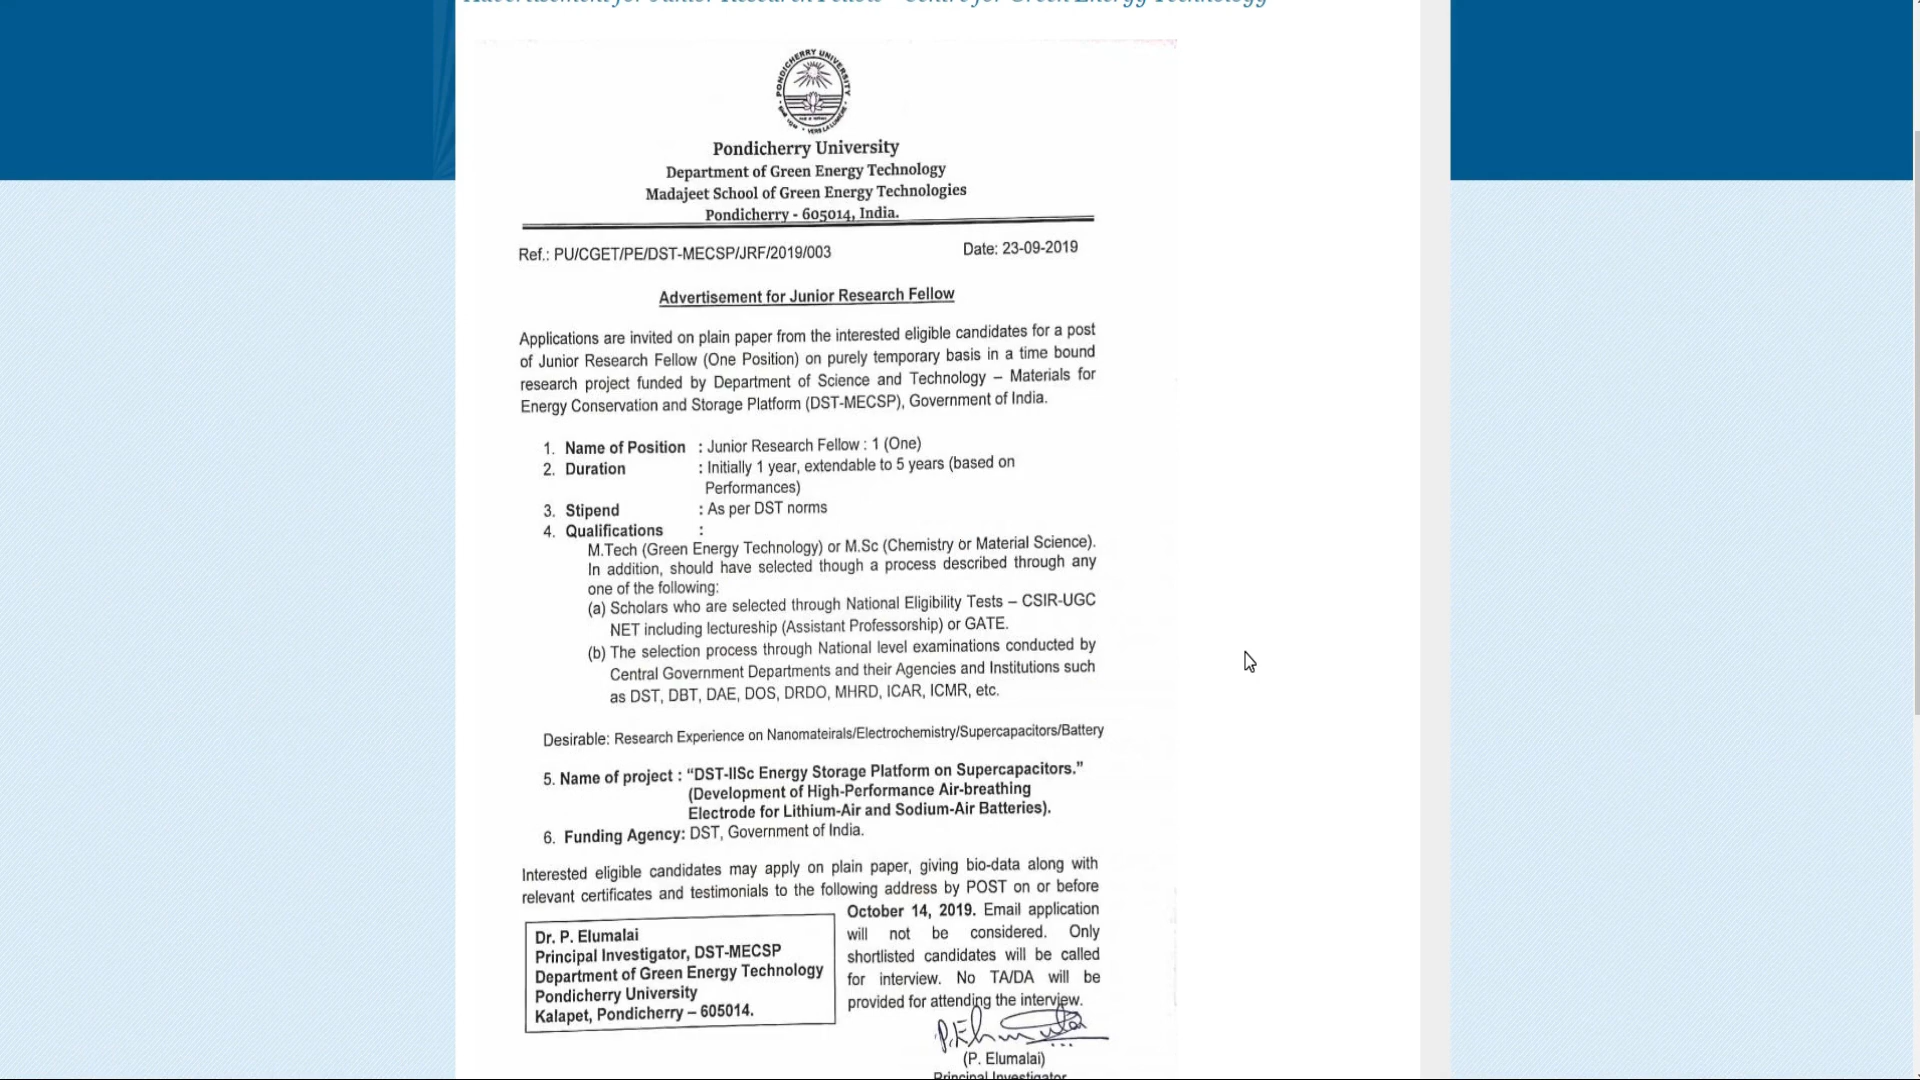 Advertisement for Junior Research Fellow - Centre for Green Energy Technology
PONDICHERRY UNIVERSITY
VERS LA LUMIERE
Pondicherry University
Department of Green Energy Technology
Madajeet School of Green Energy Technologies
Pondicherry - 605014, India.
Ref.: PU/CGET/PE/DST-MECSP/JRF/2019/003 Date: 23-09-2019
Advertisement for Junior Research Fellow
Applications are invited on plain paper from the interested eligible candidates for a post
of Junior Research Fellow (One Position) on purely temporary basis in a time bound
research project funded by Department of Science and Technology – Materials for
Energy Conservation and Storage Platform (DST-MECSP), Government of India.
1. Name of Position : Junior Research Fellow : 1 (One)
2. Duration : Initially 1 year, extendable to 5 years (based on
Performances)
3. Stipend : As per DST norms
4. Qualifications :
M.Tech (Green Energy Technology) or M.Sc (Chemistry or Material Science).
In addition, should have selected though a process described through any
one of the following:
(a) Scholars who are selected through National Eligibility Tests – CSIR-UGC
NET including lectureship (Assistant Professorship) or GATE.
(b) The selection process through National level examinations conducted by
Central Government Departments and their Agencies and Institutions such
as DST, DBT, DAE, DOS, DRDO, MHRD, ICAR, ICMR, etc.
Desirable: Research Experience on Nanomateirals/Electrochemistry/Supercapacitors/Battery
5. Name of project : “DST-IISc Energy Storage Platform on Supercapacitors.”
(Development of High-Performance Air-breathing
Electrode for Lithium-Air and Sodium-Air Batteries).
6. Funding Agency: DST, Government of India.
Interested eligible candidates may apply on plain paper, giving bio-data along with
relevant certificates and testimonials to the following address by POST on or before
October 14, 2019. Email application
will not be considered. Only
shortlisted candidates will be called
for interview. No TA/DA will be
provided for attending the interview.
Dr. P. Elumalai
Principal Investigator, DST-MECSP
Department of Green Energy Technology
Pondicherry University
Kalapet, Pondicherry – 605014.
P. Elumalai
(P. Elumalai)
Principal Investigator